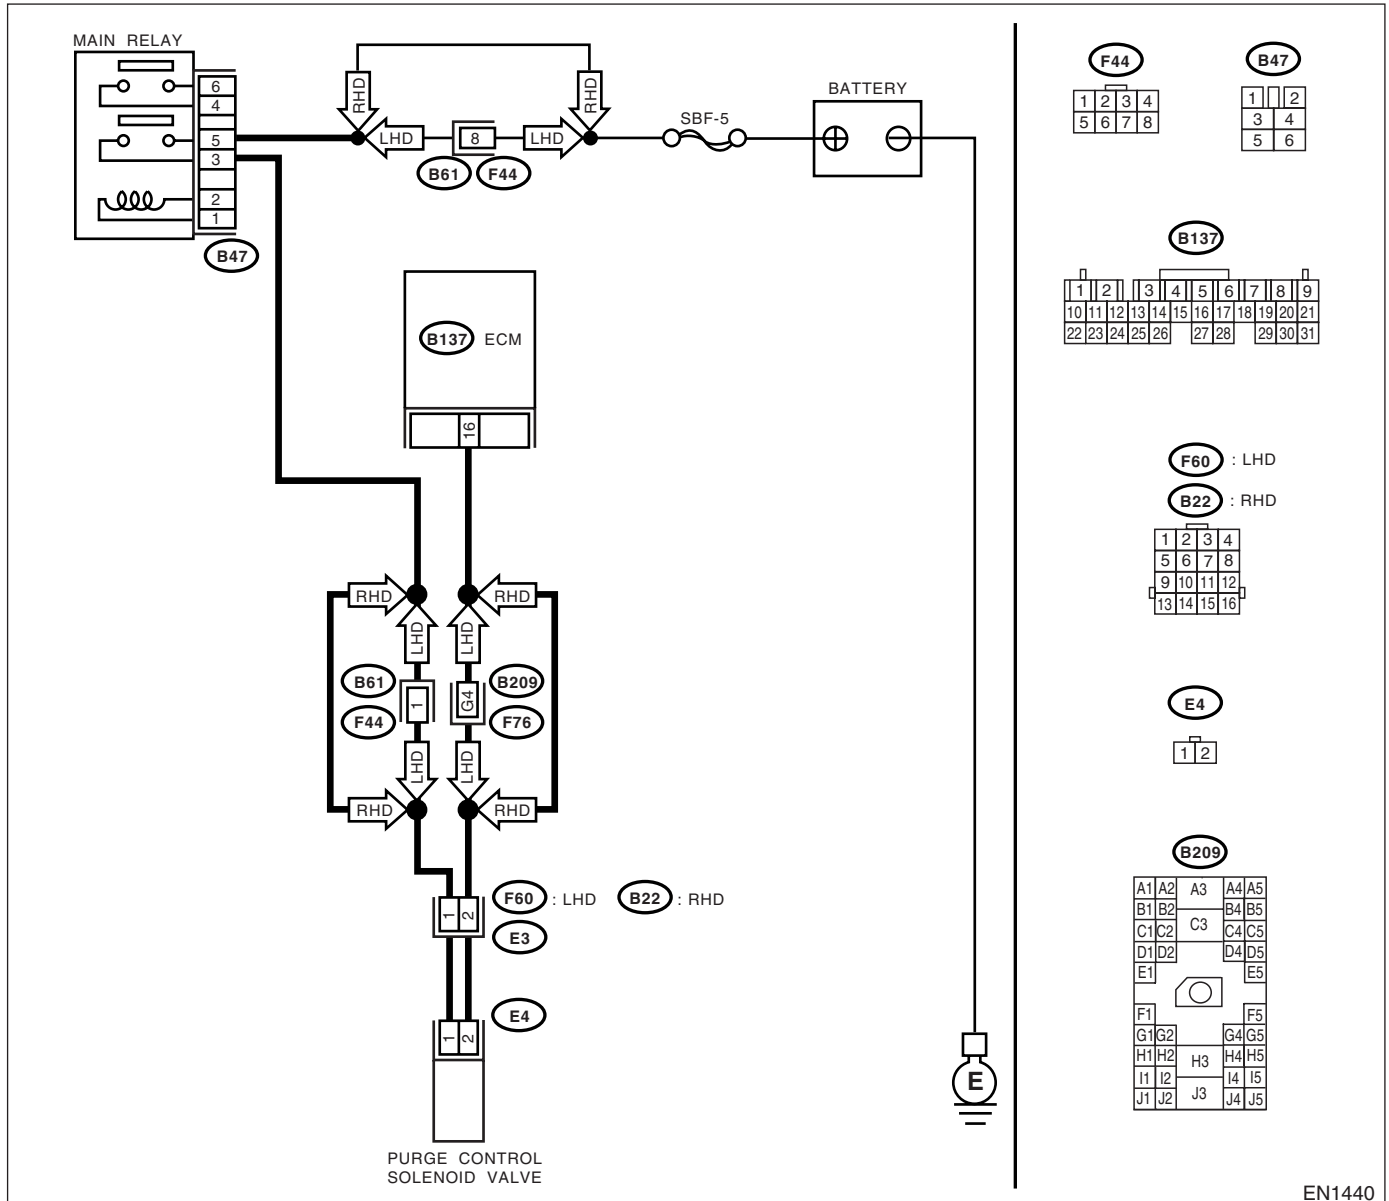 MAIN RELAY
6
4
5
3
2
1
B47
RHD
RHD
LHD
8
LHD
B61
F44
SBF-5
BATTERY
B137 ECM
16
RHD
LHD
LHD
RHD
B61
F44
1
G4
B209
F76
RHD
LHD
LHD
RHD
1 2
F60 : LHD B22 : RHD
E3
E4
1 2
PURGE CONTROL
SOLENOID VALVE
E
F44
1 2 3 4
5 6 7 8
B47
1 2
3 4
5 6
B137
1 2 3 4 5 6 7 8 9
10 11 12 13 14 15 16 17 18 19 20 21
22 23 24 25 26 27 28 29 30 31
F60 : LHD
B22 : RHD
1 2 3 4
5 6 7 8
9 10 11 12
13 14 15 16
E4
1 2
B209
A1 A2 A3 A4 A5
B1 B2 B4 B5
C1 C2 C3 C4 C5
D1 D2 D4 D5
E1 E5
F1 F5
G1 G2 G4 G5
H1 H2 H3 H4 H5
I1 I2 I4 I5
J1 J2 J3 J4 J5
EN1440